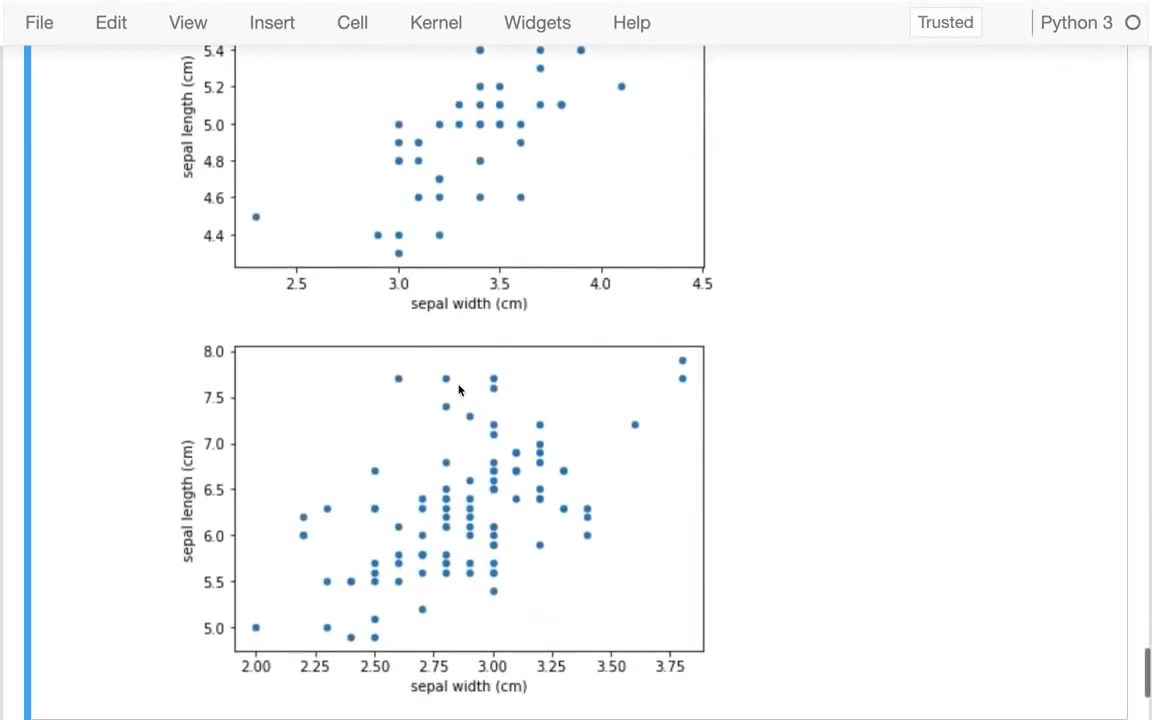 File Edit View Insert Cell Kernel Widgets Help Trusted Python 3
5.4
5.2
5.0
4.8
4.6
4.4
sepal length (cm)
2.5 3.0 3.5 4.0 4.5
sepal width (cm)
8.0
7.5
7.0
6.5
6.0
5.5
5.0
sepal length (cm)
2.00 2.25 2.50 2.75 3.00 3.25 3.50 3.75
sepal width (cm)